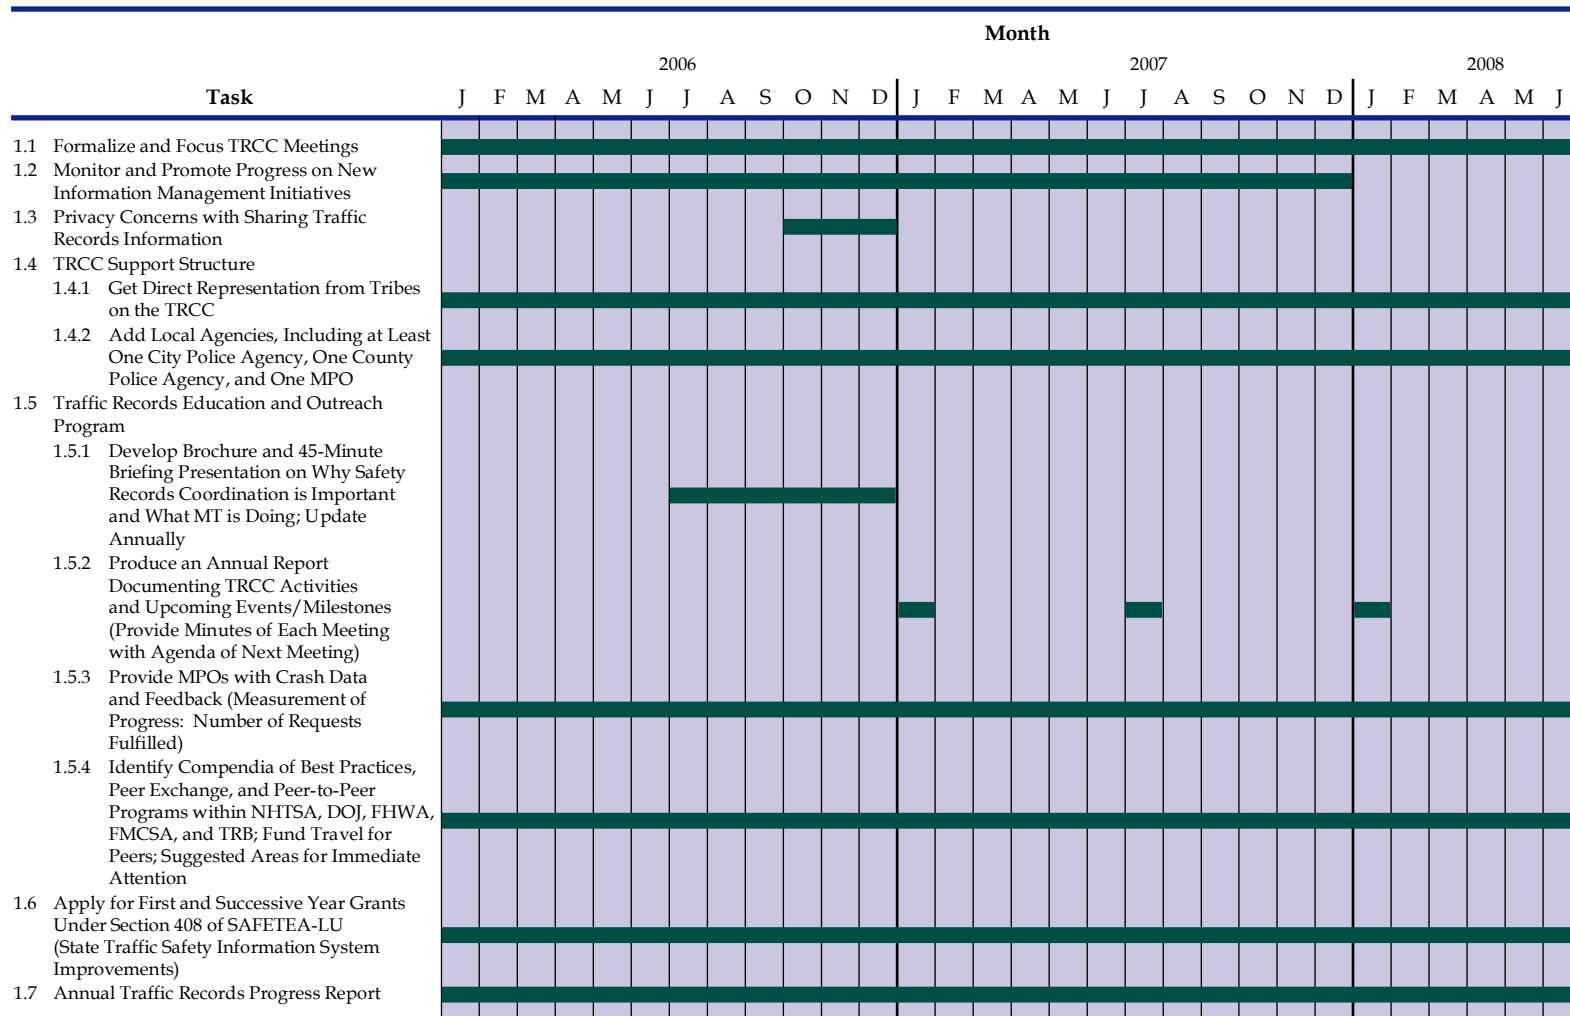 Month
2006 2007 2008
Task J F M A M J J A S O N D J F M A M J J A S O N D J F M A M J
1.1 Formalize and Focus TRCC Meetings
1.2 Monitor and Promote Progress on New
Information Management Initiatives
1.3 Privacy Concerns with Sharing Traffic
Records Information
1.4 TRCC Support Structure
1.4.1 Get Direct Representation from Tribes
on the TRCC
1.4.2 Add Local Agencies, Including at Least
One City Police Agency, One County
Police Agency, and One MPO
1.5 Traffic Records Education and Outreach
Program
1.5.1 Develop Brochure and 45-Minute
Briefing Presentation on Why Safety
Records Coordination is Important
and What MT is Doing; Update
Annually
1.5.2 Produce an Annual Report
Documenting TRCC Activities
and Upcoming Events/Milestones
(Provide Minutes of Each Meeting
with Agenda of Next Meeting)
1.5.3 Provide MPOs with Crash Data
and Feedback (Measurement of
Progress: Number of Requests
Fulfilled)
1.5.4 Identify Compendia of Best Practices,
Peer Exchange, and Peer-to-Peer
Programs within NHTSA, DOJ, FHWA,
FMCSA, and TRB; Fund Travel for
Peers; Suggested Areas for Immediate
Attention
1.6 Apply for First and Successive Year Grants
Under Section 408 of SAFETEA-LU
(State Traffic Safety Information System
Improvements)
1.7 Annual Traffic Records Progress Report